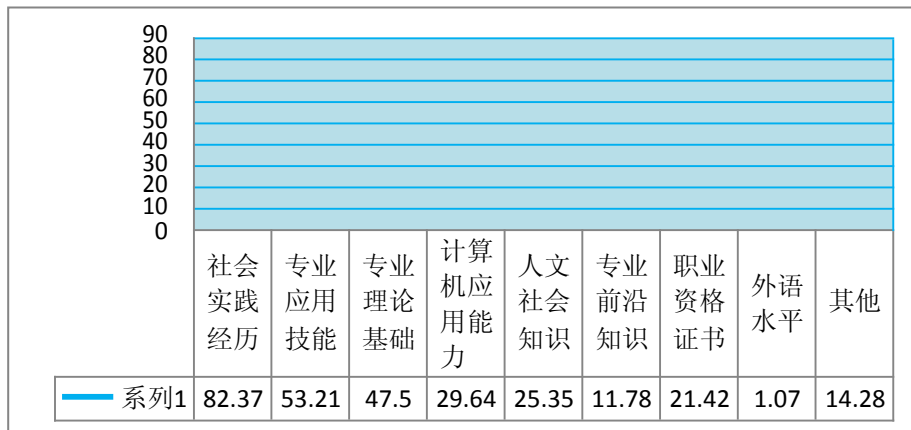 90
80
70
60
50
40
30
20
10
0
社会
实践
经历
专业
应用
技能
专业
理论
基础
计算
机应
用能
力
人文
社会
知识
专业
前沿
知识
职业
资格
证书
外语
水平
其他
系列1 82.37 53.21 47.5 29.64 25.35 11.78 21.42 1.07 14.28